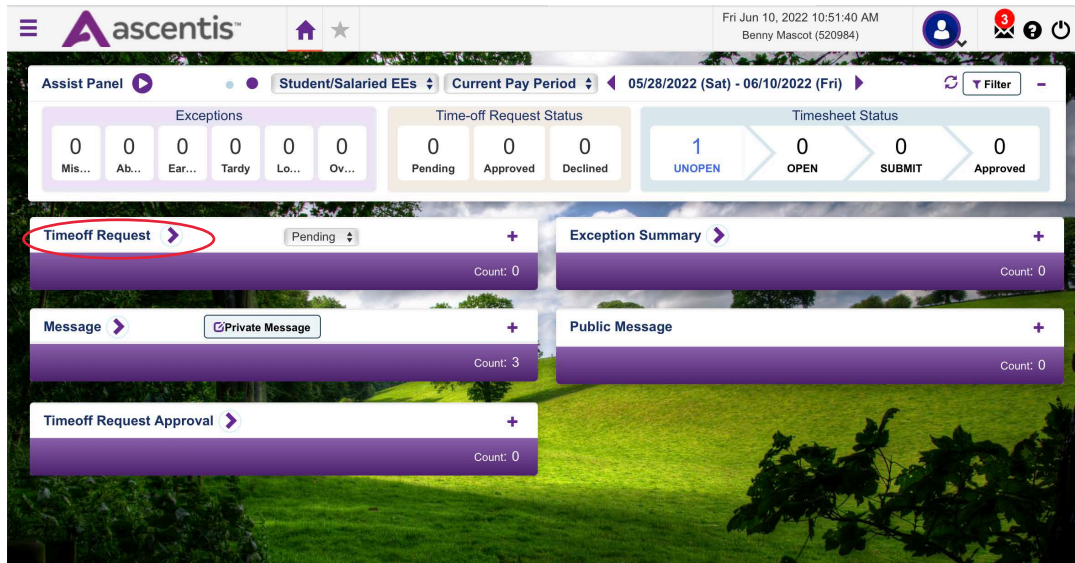 ascentis™
Fri Jun 10, 2022 10:51:40 AM
Benny Mascot (520984)
3
Assist Panel
Student/Salaried EEs
Current Pay Period
05/28/2022 (Sat) - 06/10/2022 (Fri)
Filter
Exceptions
0 0 0 0 0 0
Mis... Ab... Ear... Tardy Lo... Ov...
Time-off Request Status
0 0 0
Pending Approved Declined
Timesheet Status
1 0 0 0
UNOPEN OPEN SUBMIT Approved
Timeoff Request
Pending
Count: 0
Exception Summary
Count: 0
Message
Private Message
Count: 3
Public Message
Count: 0
Timeoff Request Approval
Count: 0